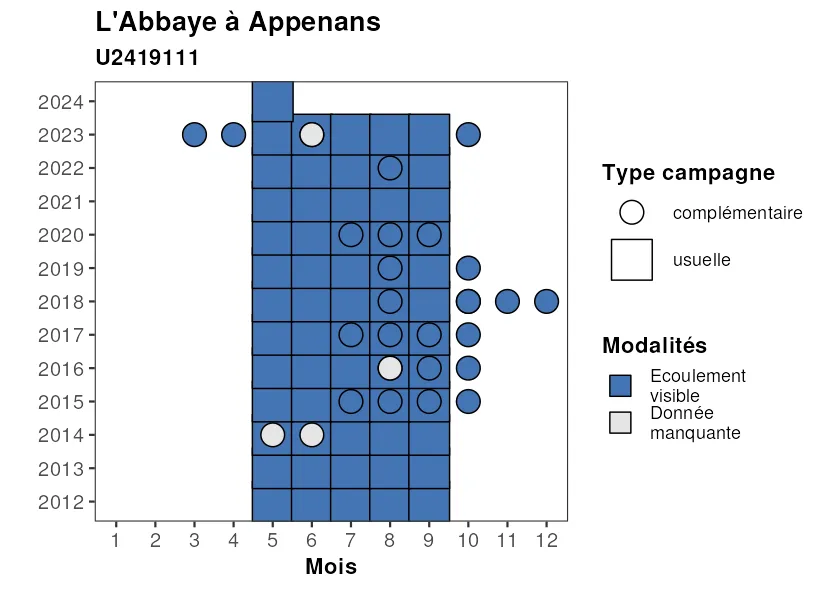 L'Abbaye à Appenans
U2419111
2024
2023
2022
2021
2020
2019
2018
2017
2016
2015
2014
2013
2012
1 2 3 4 5 6 7 8 9 10 11 12
Mois
Type campagne
complémentaire
usuelle
Modalités
Ecoulement
visible
Donnée
manquante